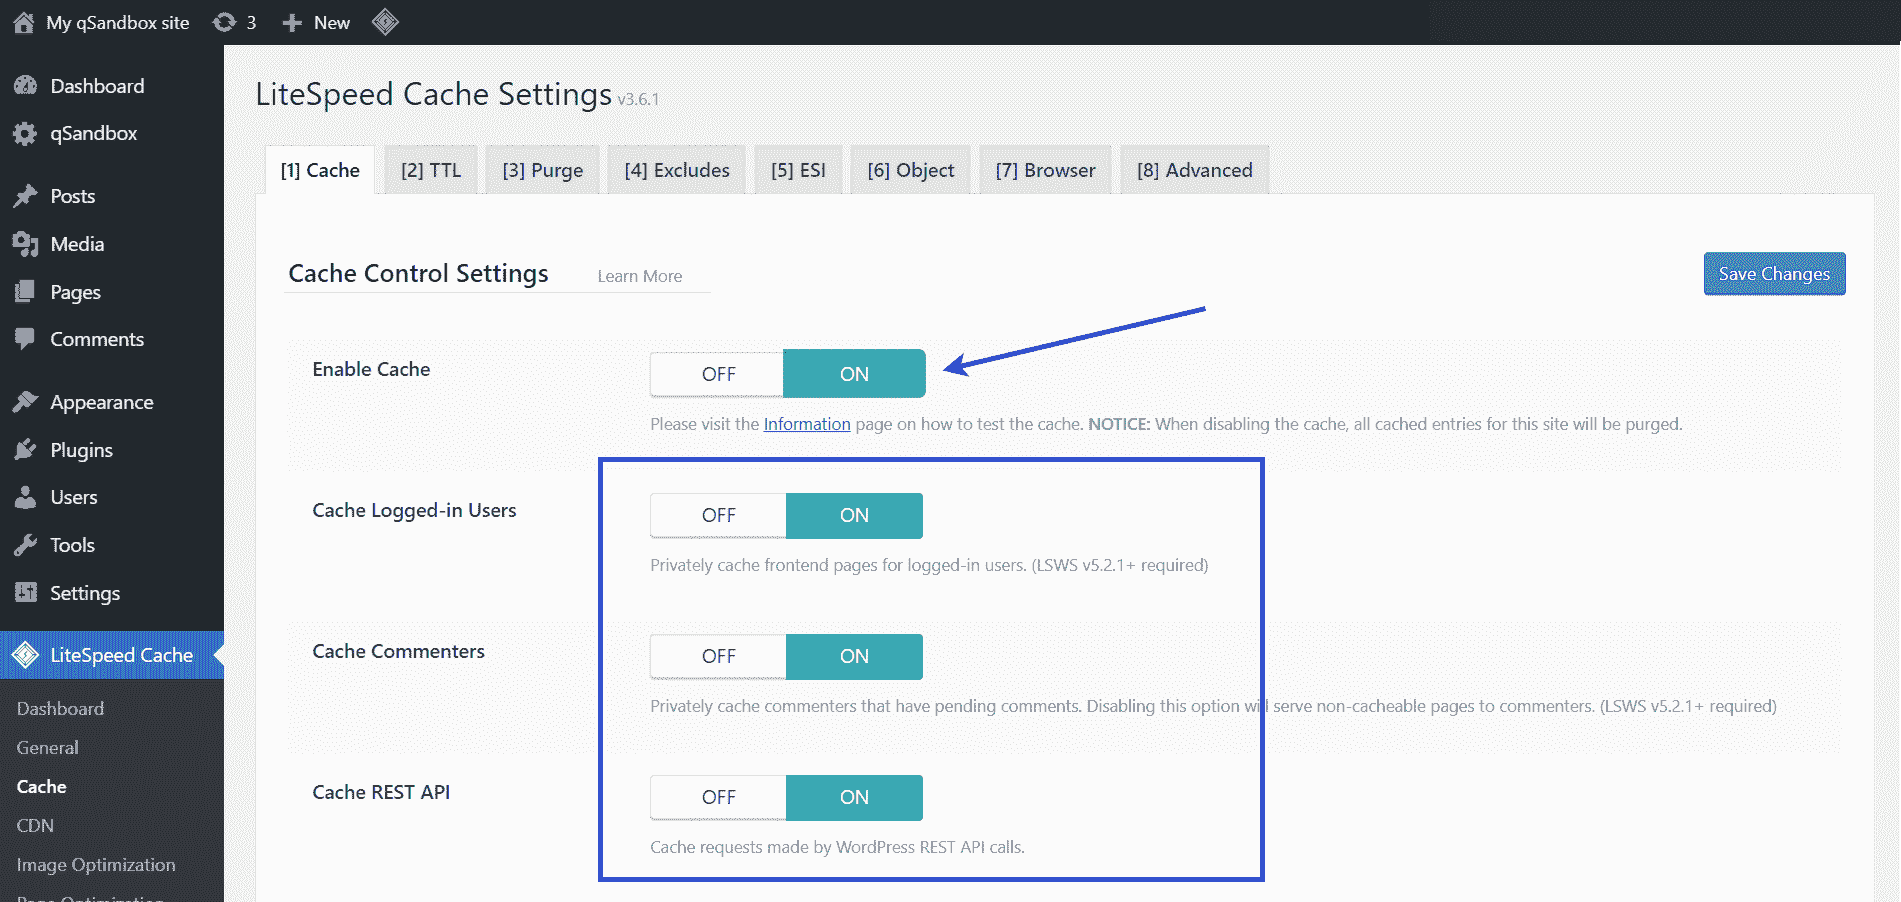 My qSandbox site 3 New
Dashboard
qSandbox
Posts
Media
Pages
Comments
Appearance
Plugins
Users
Tools
Settings
LiteSpeed Cache
Dashboard
General
Cache
CDN
Image Optimization
Page Optimization
LiteSpeed Cache Settings v3.6.1
[1] Cache [2] TTL [3] Purge [4] Excludes [5] ESI [6] Object [7] Browser [8] Advanced
Cache Control Settings Learn More Save Changes
Enable Cache OFF ON
Please visit the Information page on how to test the cache. NOTICE: When disabling the cache, all cached entries for this site will be purged.
Cache Logged-in Users OFF ON
Privately cache frontend pages for logged-in users. (LSWS v5.2.1+ required)
Cache Commenters OFF ON
Privately cache commenters that have pending comments. Disabling this option will serve non-cacheable pages to commenters. (LSWS v5.2.1+ required)
Cache REST API OFF ON
Cache requests made by WordPress REST API calls.